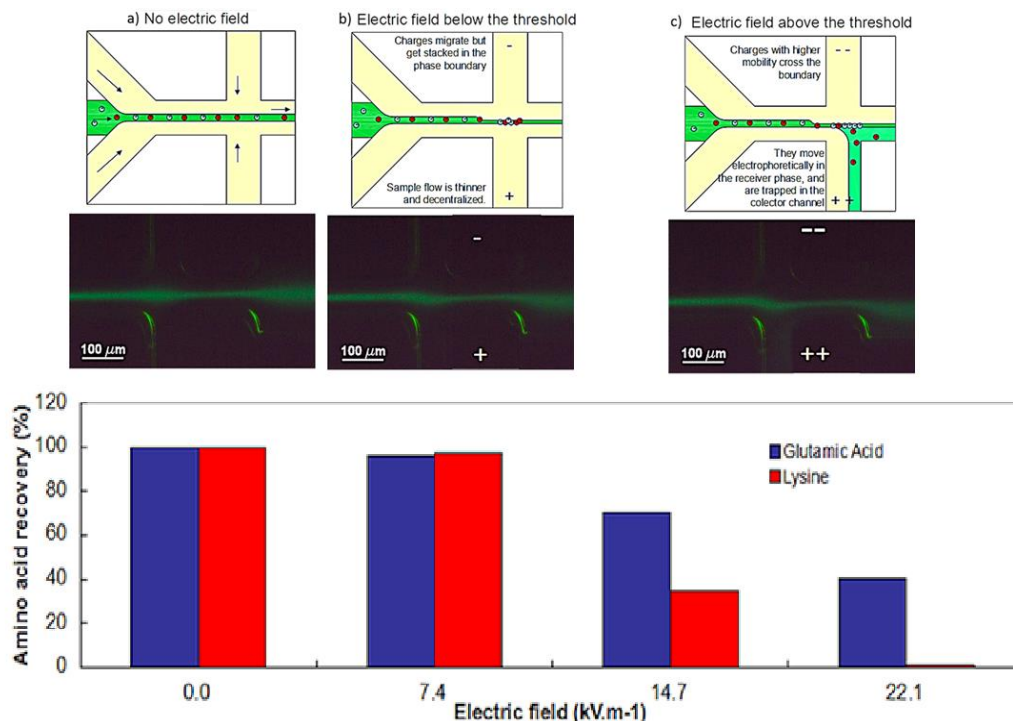 a) No electric field
b) Electric field below the threshold
c) Electric field above the threshold
Charges migrate but
get stacked in the
phase boundary
-
Sample flow is thinner
and decentralized.
+
Charges with higher
mobility cross the
boundary
- -
They move
electrophoretically in
the receiver phase, and
are trapped in the
colector channel
+ +
100 µm
-
100 µm
+
--
100 µm
++
Amino acid recovery (%)
120
100
80
60
40
20
0
Glutamic Acid
Lysine
0.0
7.4
14.7
22.1
Electric field (kV.m-1)